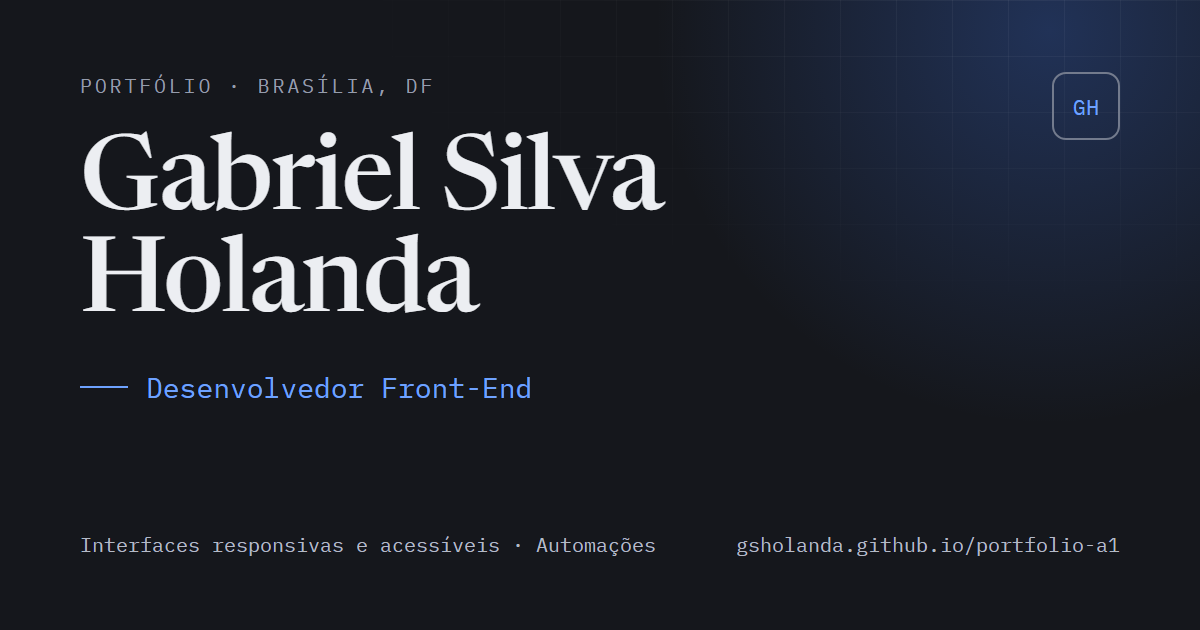 PORTFÓLIO · BRASÍLIA, DF
GH
Gabriel Silva
Holanda
Desenvolvedor Front-End
Interfaces responsivas e acessíveis · Automações
gsholanda.github.io/portfolio-a1